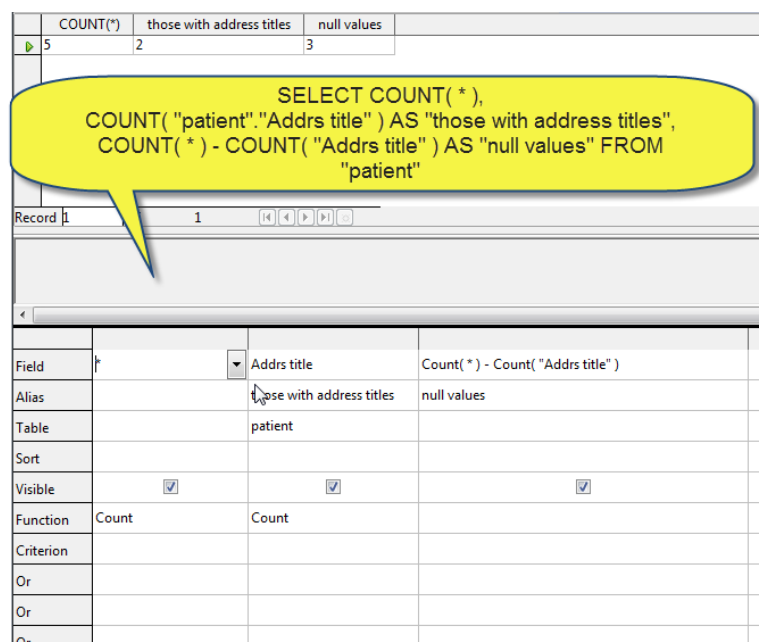 COUNT(*) those with address titles null values
5 2 3
SELECT COUNT( * ),
COUNT( "patient"."Addrs title" ) AS "those with address titles",
COUNT( * ) - COUNT( "Addrs title" ) AS "null values" FROM
"patient"
Record 1 1
Field * Addrs title Count( * ) - Count( "Addrs title" )
Alias those with address titles null values
Table patient
Sort
Visible
Function Count Count
Criterion
Or
Or
Or